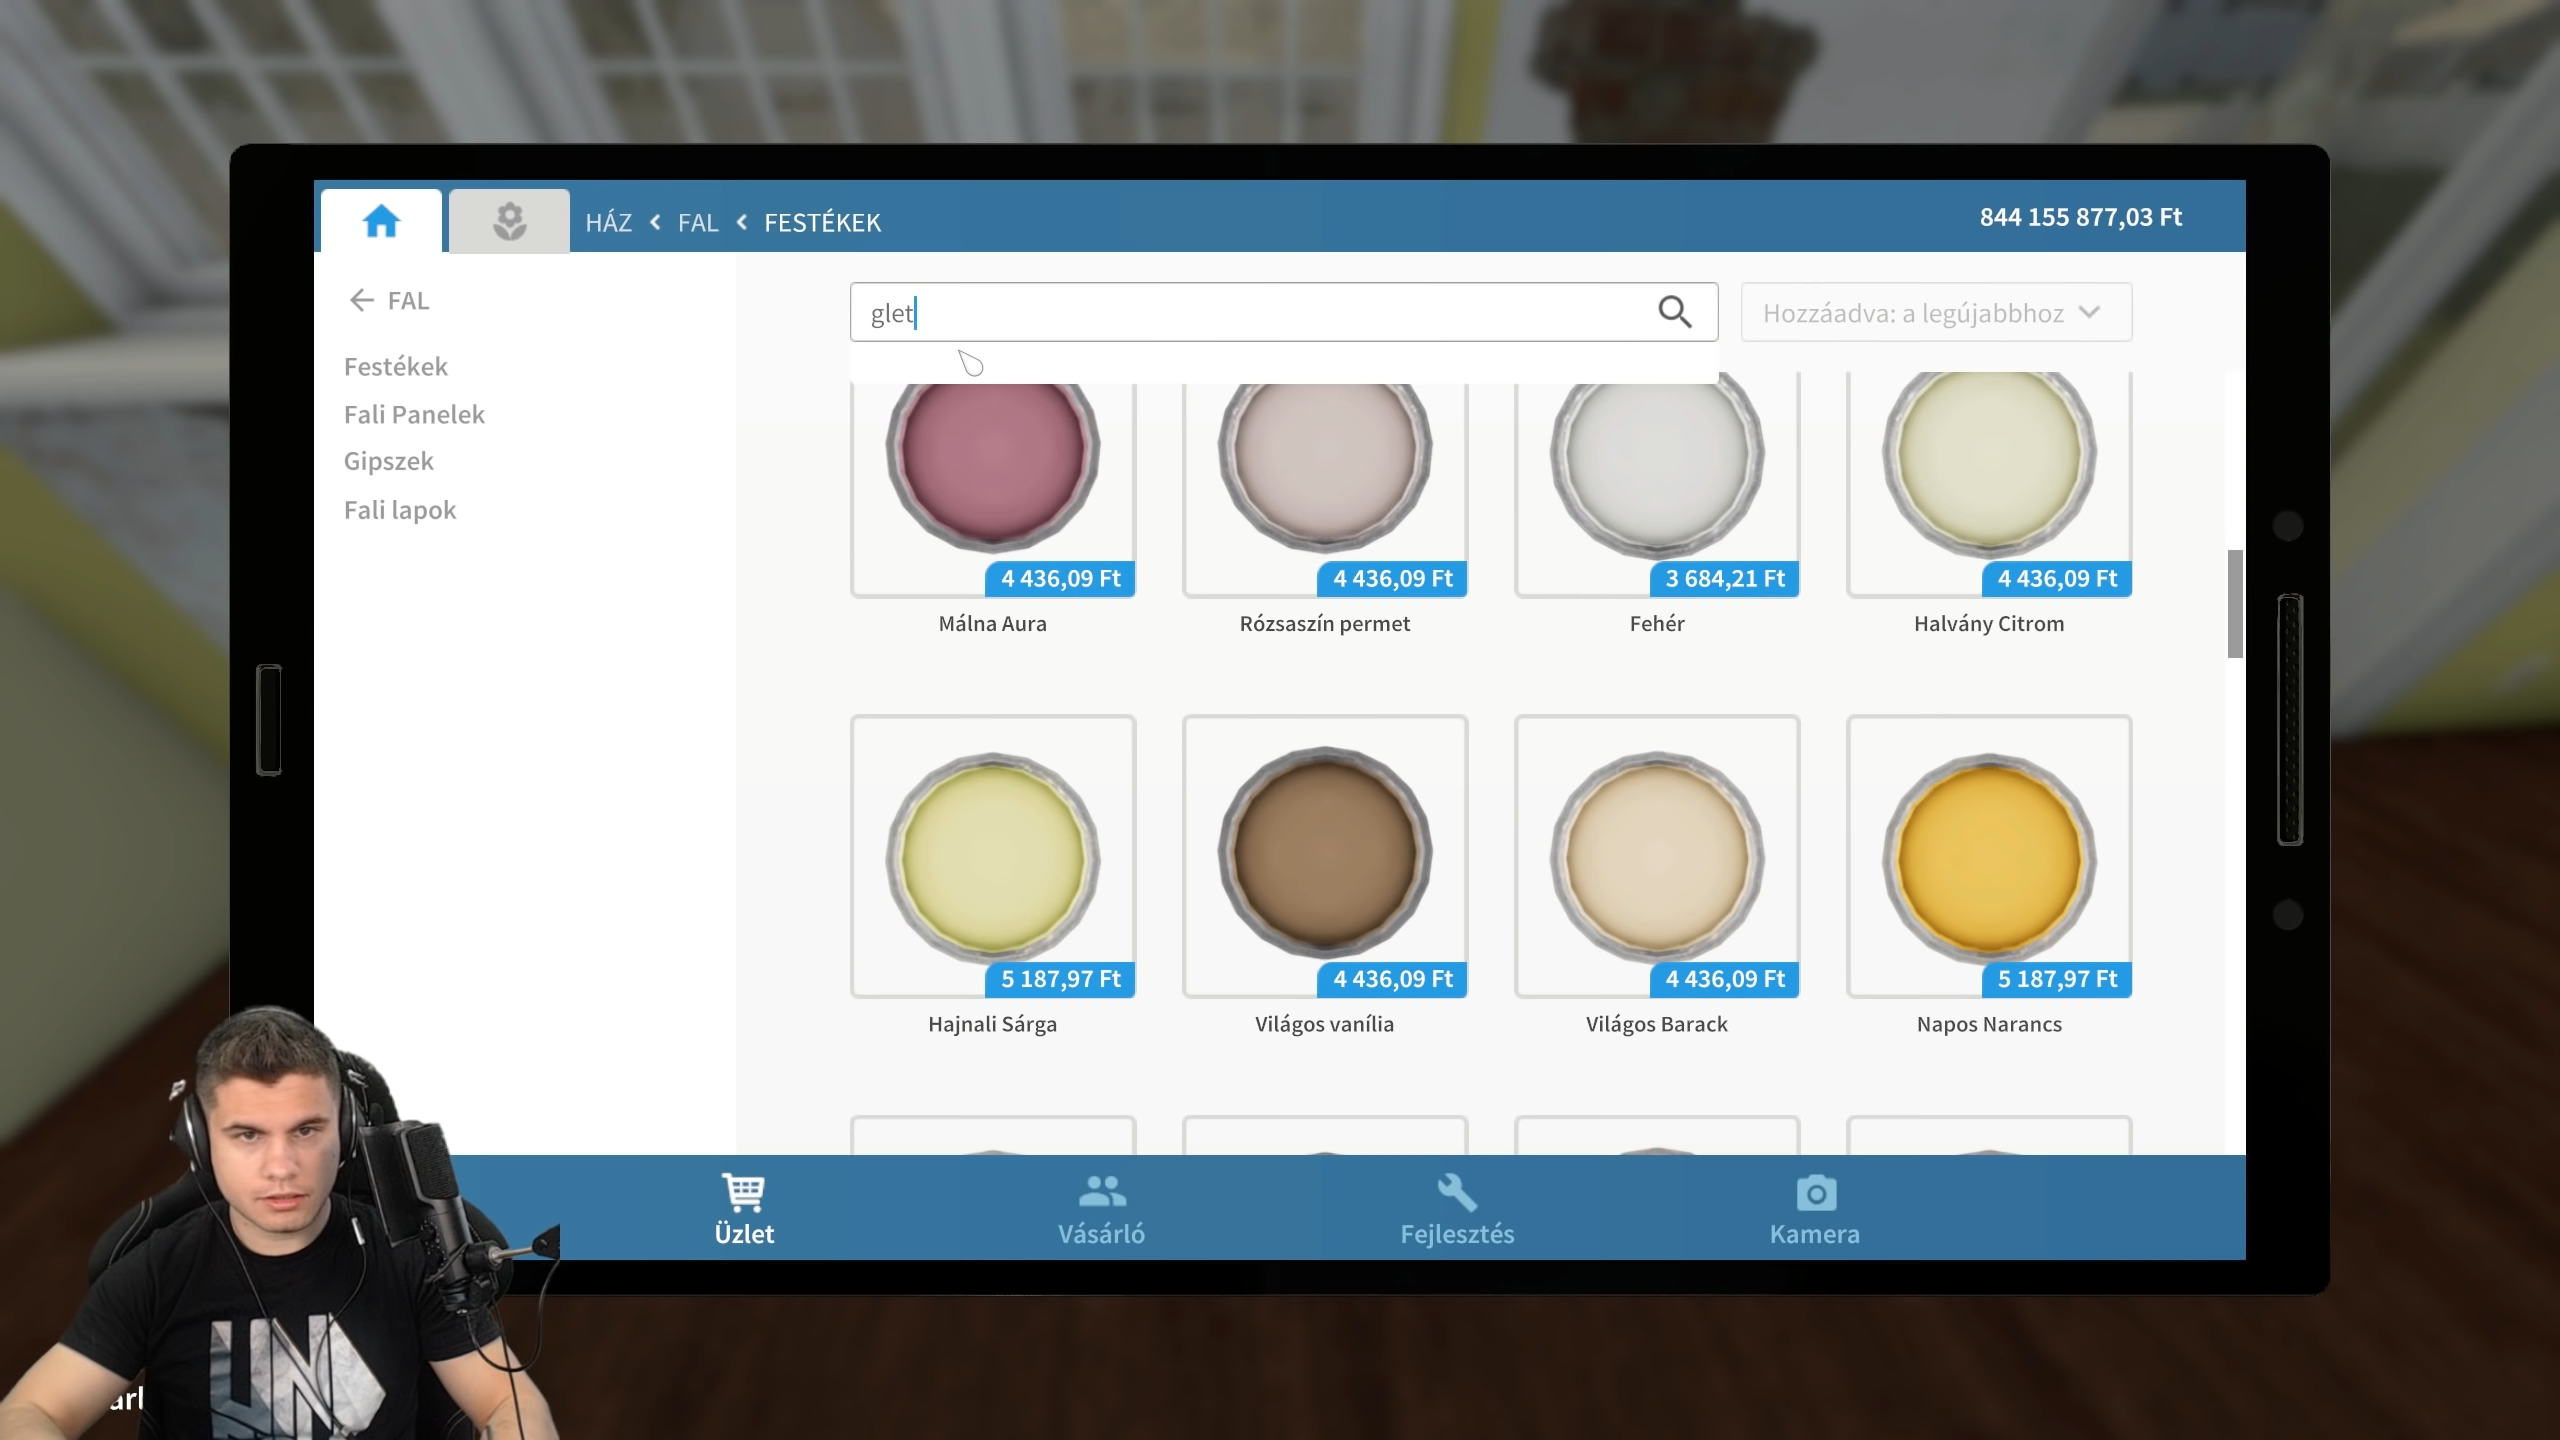 HÁZ < FAL < FESTÉKEK
844 155 877,03 Ft
FAL
Festékek
Fali Panelek
Gipszek
Fali lapok
glet
Hozzáadva: a legújabbhoz
4 436,09 Ft
4 436,09 Ft
3 684,21 Ft
4 436,09 Ft
Málna Aura
Rózsaszín permet
Fehér
Halvány Citrom
5 187,97 Ft
4 436,09 Ft
4 436,09 Ft
5 187,97 Ft
Hajnali Sárga
Világos vanília
Világos Barack
Napos Narancs
Üzlet
Vásárló
Fejlesztés
Kamera